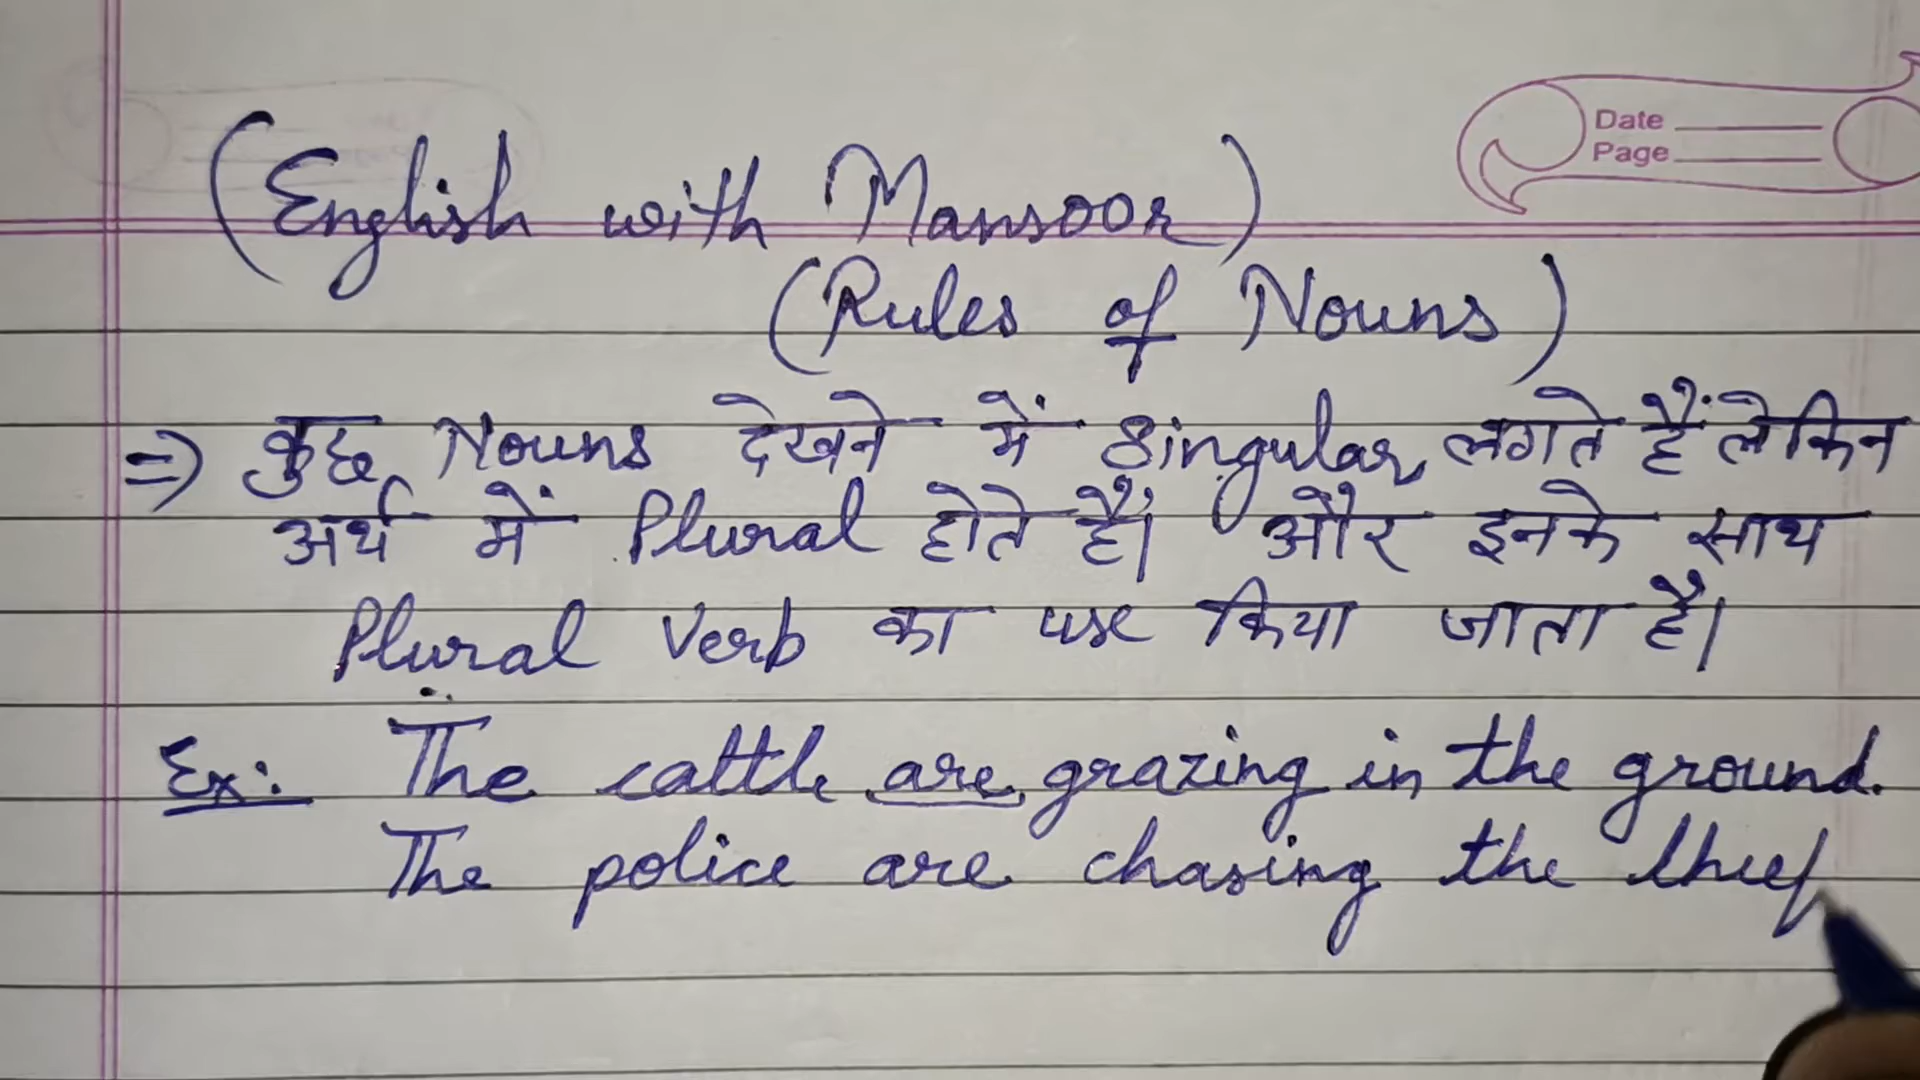 Date
Page
(English with Mansoor)
(Rules of Nouns)
=) कुछ Nouns देखने में Singular लगते हैं लेकिन
अर्थ में Plural होते हैं। और इनके साथ
Plural Verb का use किया जाता है।
Ex: The cattle are grazing in the ground.
The police are chasing the thief